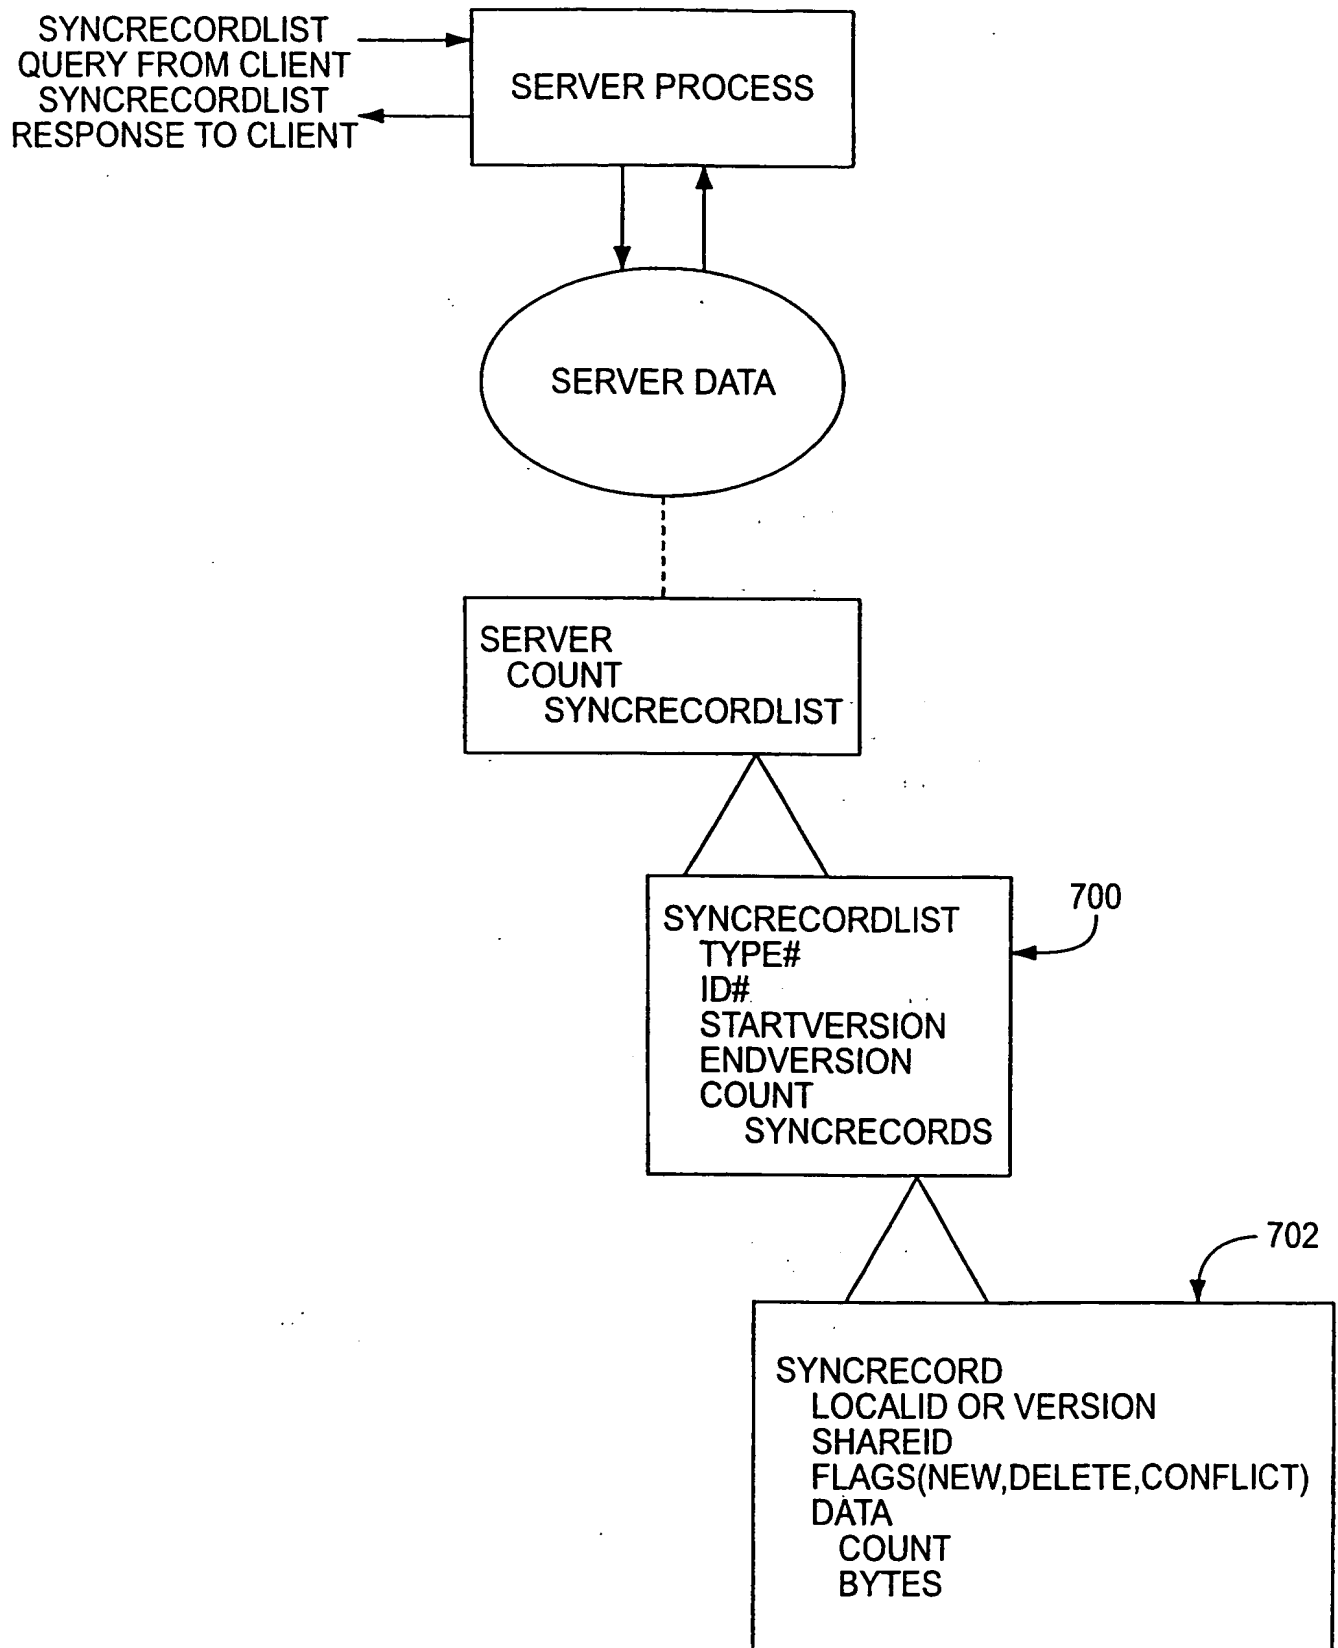 SYNCRECORDLIST
QUERY FROM CLIENT
SYNCRECORDLIST
RESPONSE TO CLIENT
SERVER PROCESS
SERVER DATA
SERVER
COUNT
SYNCRECORDLIST
700
SYNCRECORDLIST
TYPE#
ID#
STARTVERSION
ENDVERSION
COUNT
SYNCRECORDS
702
SYNCRECORD
LOCALID OR VERSION
SHAREID
FLAGS(NEW,DELETE,CONFLICT)
DATA
COUNT
BYTES